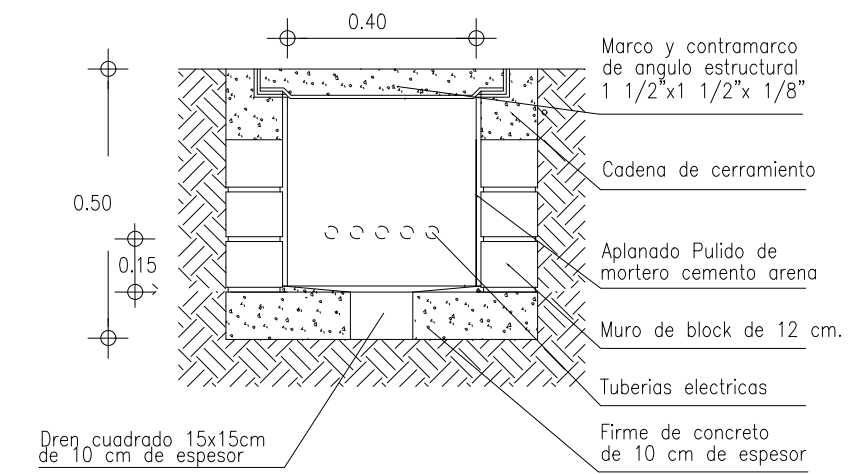 0.40
Marco y contramarco
de angulo estructural
1 1/2"x1 1/2"x 1/8"
Cadena de cerramiento
0.50
0.15
Aplanado Pulido de
mortero cemento arena
Muro de block de 12 cm.
Tuberias electricas
Firme de concreto
de 10 cm de espesor
Dren cuadrado 15x15cm
de 10 cm de espesor